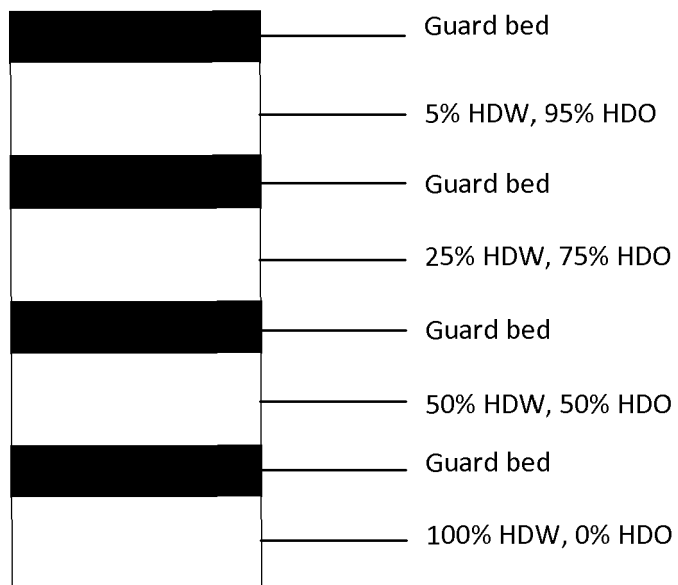 Guard bed
5% HDW, 95% HDO
Guard bed
25% HDW, 75% HDO
Guard bed
50% HDW, 50% HDO
Guard bed
100% HDW, 0% HDO